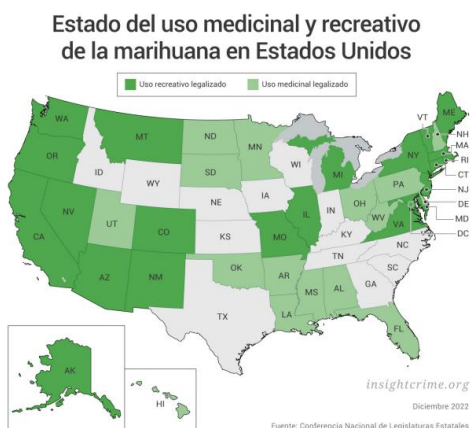 Estado del uso medicinal y recreativo
de la marihuana en Estados Unidos
Uso recreativo legalizado Uso medicinal legalizado
WA
MT
ND
MN
VT
ME
NH
MA
RI
CT
NJ
DE
MD
DC
OR
ID
WY
SD
WI
MI
NY
PA
NV
UT
CO
NE
IA
IL
IN
OH
WV
VA
CA
KS
MO
KY
NC
AZ
NM
OK
AR
TN
SC
TX
LA
MS
AL
GA
FL
AK
HI
insightcrime.org
Diciembre 2022
Fuente: Conferencia Nacional de Legislaturas Estatales